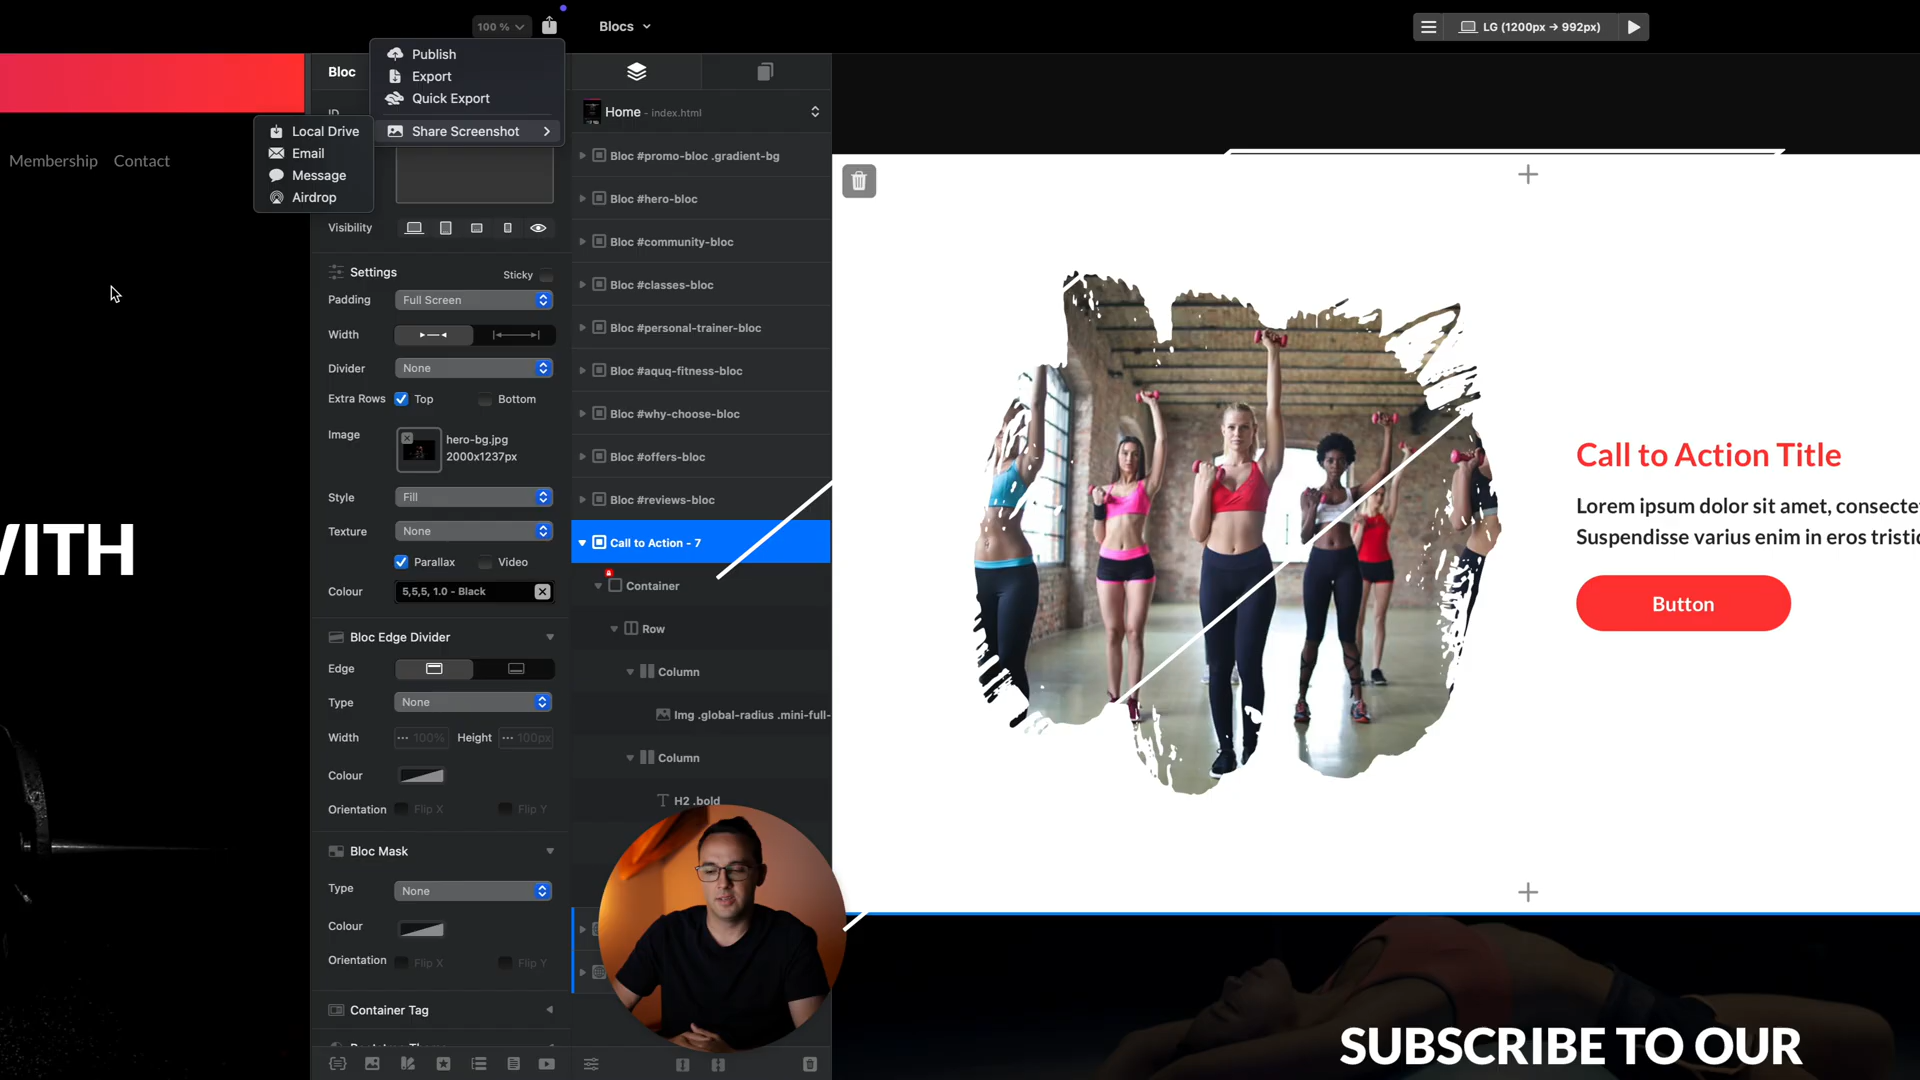 100 %
Blocs
LG (1200px → 992px)
Publish
Export
Quick Export
Share Screenshot
Local Drive
Email
Message
Airdrop
Membership
Contact
WITH
Bloc
ID
Visibility
Settings
Sticky
Padding
Full Screen
Width
Divider
None
Extra Rows
Top
Bottom
Image
hero-bg.jpg
2000x1237px
Style
Fill
Texture
None
Parallax
Video
Colour
5,5,5, 1.0 - Black
Bloc Edge Divider
Edge
Type
None
Width
100%
Height
100px
Colour
Orientation
Flip X
Flip Y
Bloc Mask
Type
None
Colour
Orientation
Flip X
Flip Y
Container Tag
Home - index.html
Bloc #promo-bloc .gradient-bg
Bloc #hero-bloc
Bloc #community-bloc
Bloc #classes-bloc
Bloc #personal-trainer-bloc
Bloc #aquq-fitness-bloc
Bloc #why-choose-bloc
Bloc #offers-bloc
Bloc #reviews-bloc
Call to Action - 7
Container
Row
Column
Img .global-radius .mini-full-
Column
H2 .bold
Call to Action Title
Lorem ipsum dolor sit amet, consecte
Suspendisse varius enim in eros tristic
Button
SUBSCRIBE TO OUR